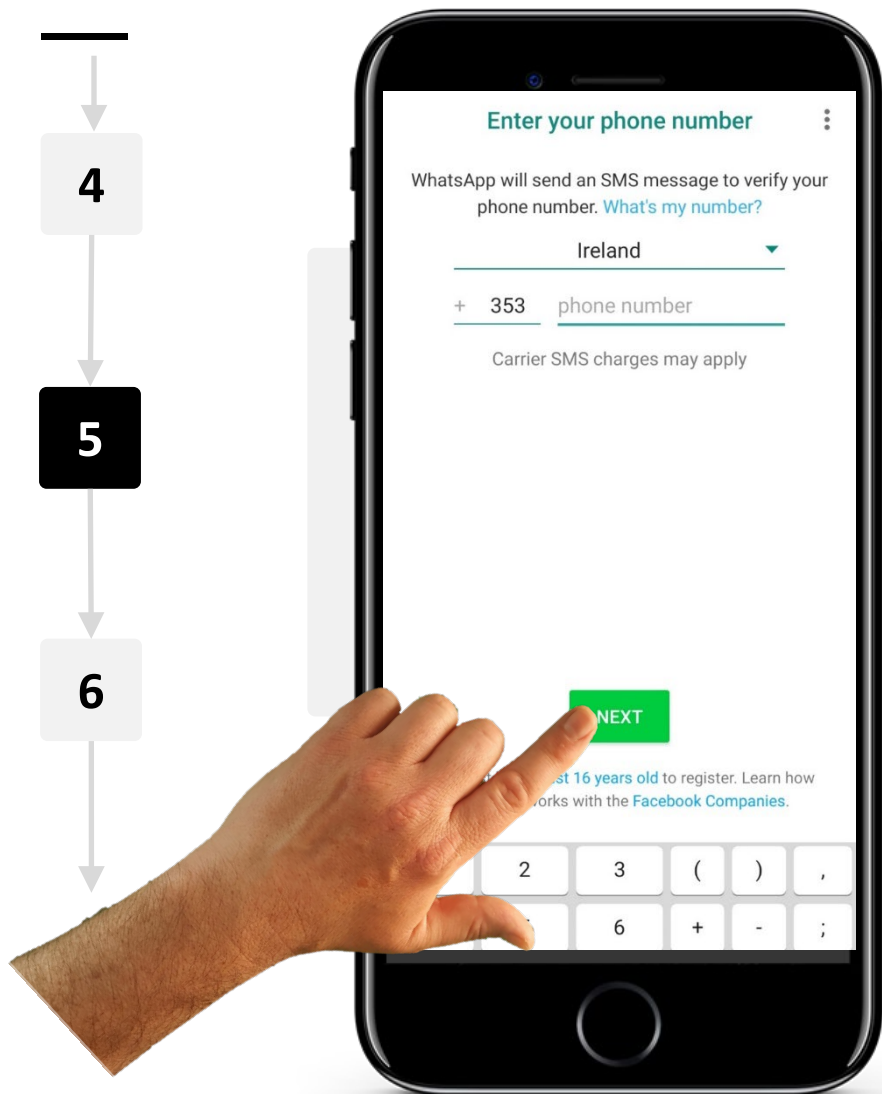 4
5
6
Enter your phone number
WhatsApp will send an SMS message to verify your
phone number. What's my number?
Ireland
+ 353 phone number
Carrier SMS charges may apply
NEXT
16 years old to register. Learn how
with the Facebook Companies.
2 3 ( ) ,
6 + - ;